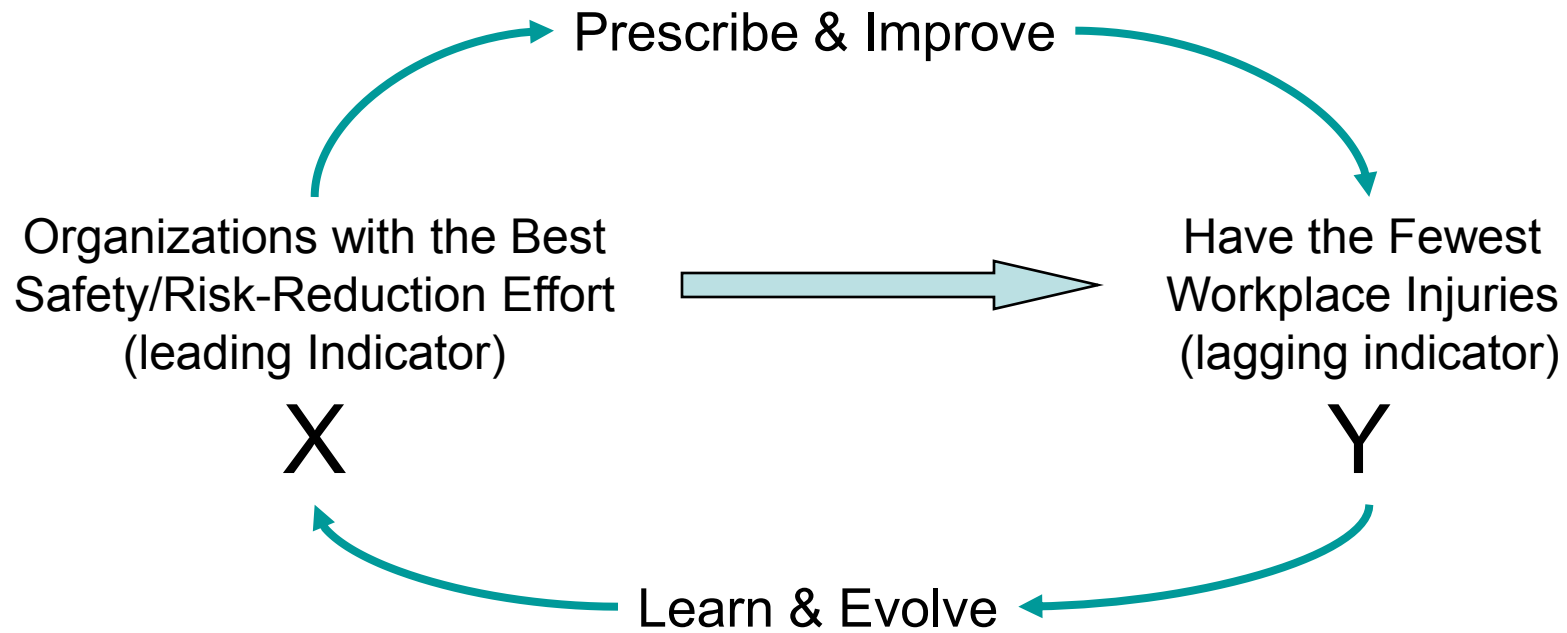 Prescribe & Improve
Organizations with the Best
Safety/Risk-Reduction Effort
(leading Indicator)
X
Have the Fewest
Workplace Injuries
(lagging indicator)
Y
Learn & Evolve